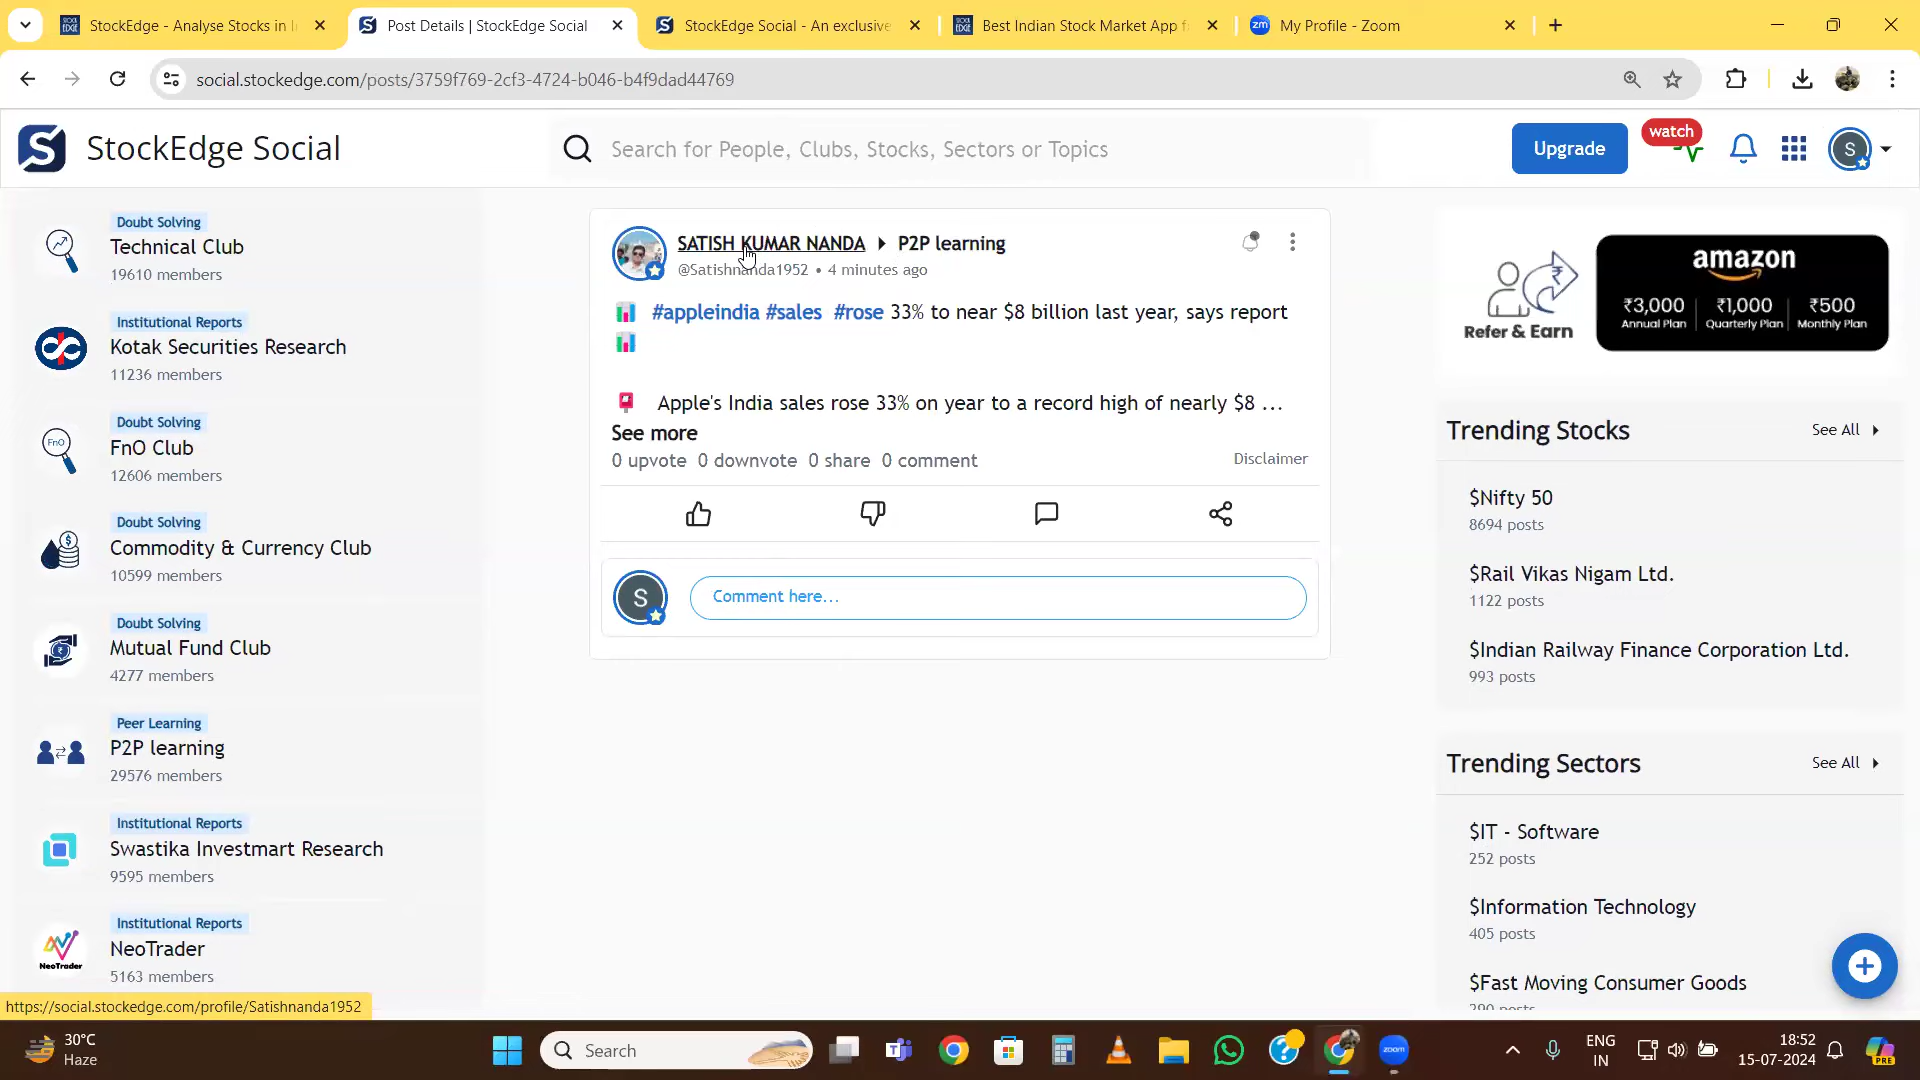 StockEdge - Analyse Stocks in I
Post Details | StockEdge Social
StockEdge Social - An exclusive
Best Indian Stock Market App f
zm
My Profile - Zoom
social.stockedge.com/posts/3759f769-2cf3-4724-b046-b4f9dad44769
StockEdge Social
Search for People, Clubs, Stocks, Sectors or Topics
Upgrade
watch
S
Doubt Solving
Technical Club
19610 members
Institutional Reports
Kotak Securities Research
11236 members
Doubt Solving
FnO
FnO Club
12606 members
Doubt Solving
Commodity & Currency Club
10599 members
Doubt Solving
Mutual Fund Club
4277 members
Peer Learning
P2P learning
29576 members
Institutional Reports
Swastika Investmart Research
9595 members
Institutional Reports
NeoTrader
NeoTrader
5163 members
SATISH KUMAR NANDA P2P learning
@Satishnanda1952 • 4 minutes ago
#appleindia #sales #rose 33% to near $8 billion last year, says report
Apple's India sales rose 33% on year to a record high of nearly $8 ...
See more
0 upvote 0 downvote 0 share 0 comment
Disclaimer
S
Comment here...
Refer & Earn
amazon
₹3,000 ₹1,000 ₹500
Annual Plan Quarterly Plan Monthly Plan
Trending Stocks
See All
$Nifty 50
8694 posts
$Rail Vikas Nigam Ltd.
1122 posts
$Indian Railway Finance Corporation Ltd.
993 posts
Trending Sectors
See All
$IT - Software
252 posts
$Information Technology
405 posts
$Fast Moving Consumer Goods
290 posts
https://social.stockedge.com/profile/Satishnanda1952
30°C
Haze
Search
zoom
ENG
IN
18:52
15-07-2024
PRE